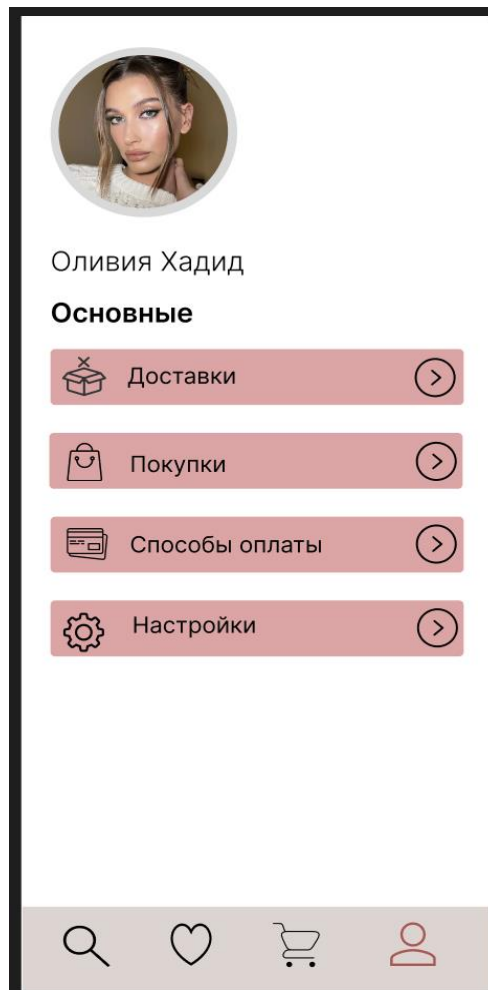 Оливия Хадид
Основные
Доставки
Покупки
Способы оплаты
Настройки